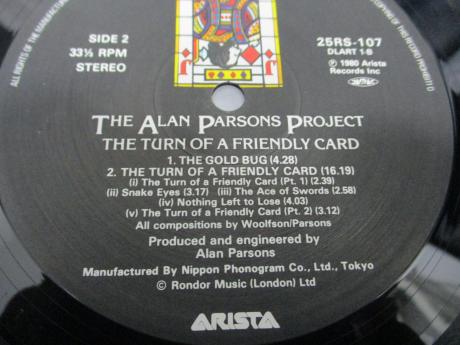 SIDE 2
33⅓ RPM
STEREO
25RS-107
DLART 1-B
Ⓟ 1980 Arista
Records Inc
J
J
THE ALAN PARSONS PROJECT
THE TURN OF A FRIENDLY CARD
1. THE GOLD BUG (4.28)
2. THE TURN OF A FRIENDLY CARD (16.19)
(i) The Turn of a Friendly Card (Pt. 1) (2.39)
(ii) Snake Eyes (3.17) (iii) The Ace of Swords (2.58)
(iv) Nothing Left to Lose (4.03)
(v) The Turn of a Friendly Card (Pt. 2) (3.12)
All compositions by Woolfson/Parsons
Produced and engineered by
Alan Parsons
Manufactured By Nippon Phonogram Co., Ltd., Tokyo
© Rondor Music (London) Ltd
ARISTA